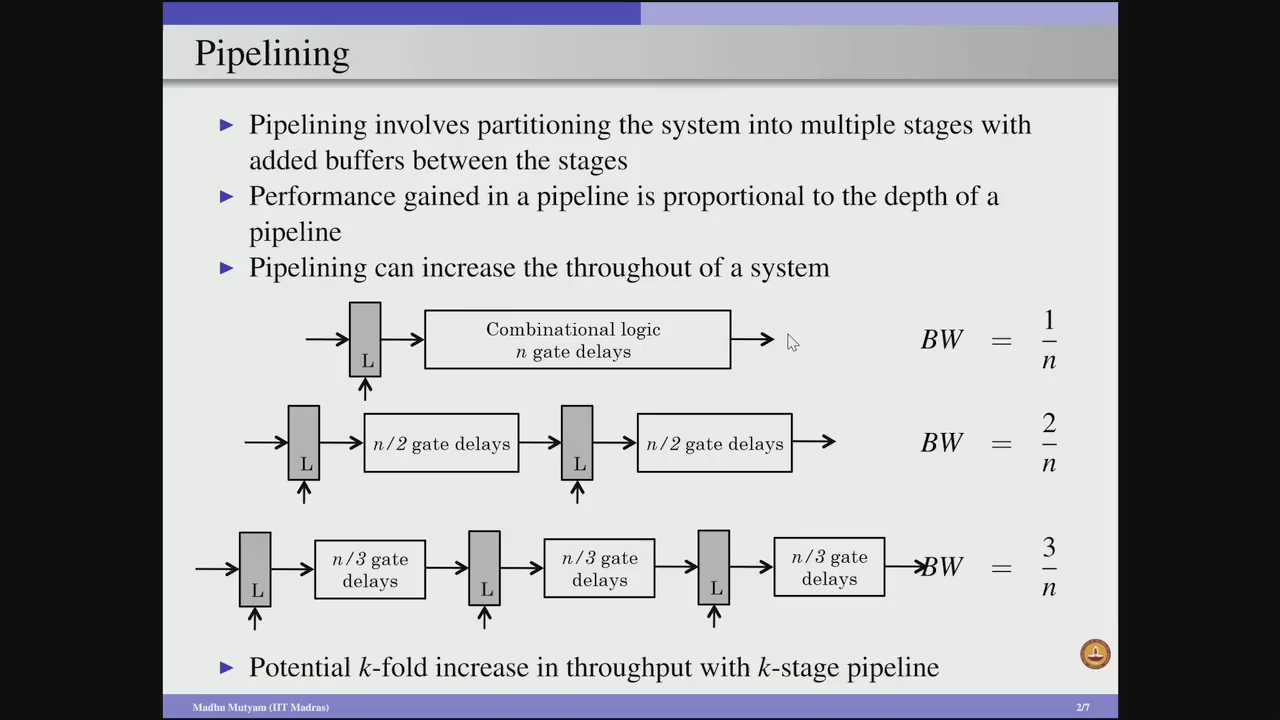 Pipelining
Pipelining involves partitioning the system into multiple stages with
added buffers between the stages
Performance gained in a pipeline is proportional to the depth of a
pipeline
Pipelining can increase the throughout of a system
L
Combinational logic
n gate delays
BW = 1/n
L
n/2 gate delays
L
n/2 gate delays
BW = 2/n
L
n/3 gate
delays
L
n/3 gate
delays
L
n/3 gate
delays
BW = 3/n
Potential k-fold increase in throughput with k-stage pipeline
Madhu Mutyam (IIT Madras)
2/7